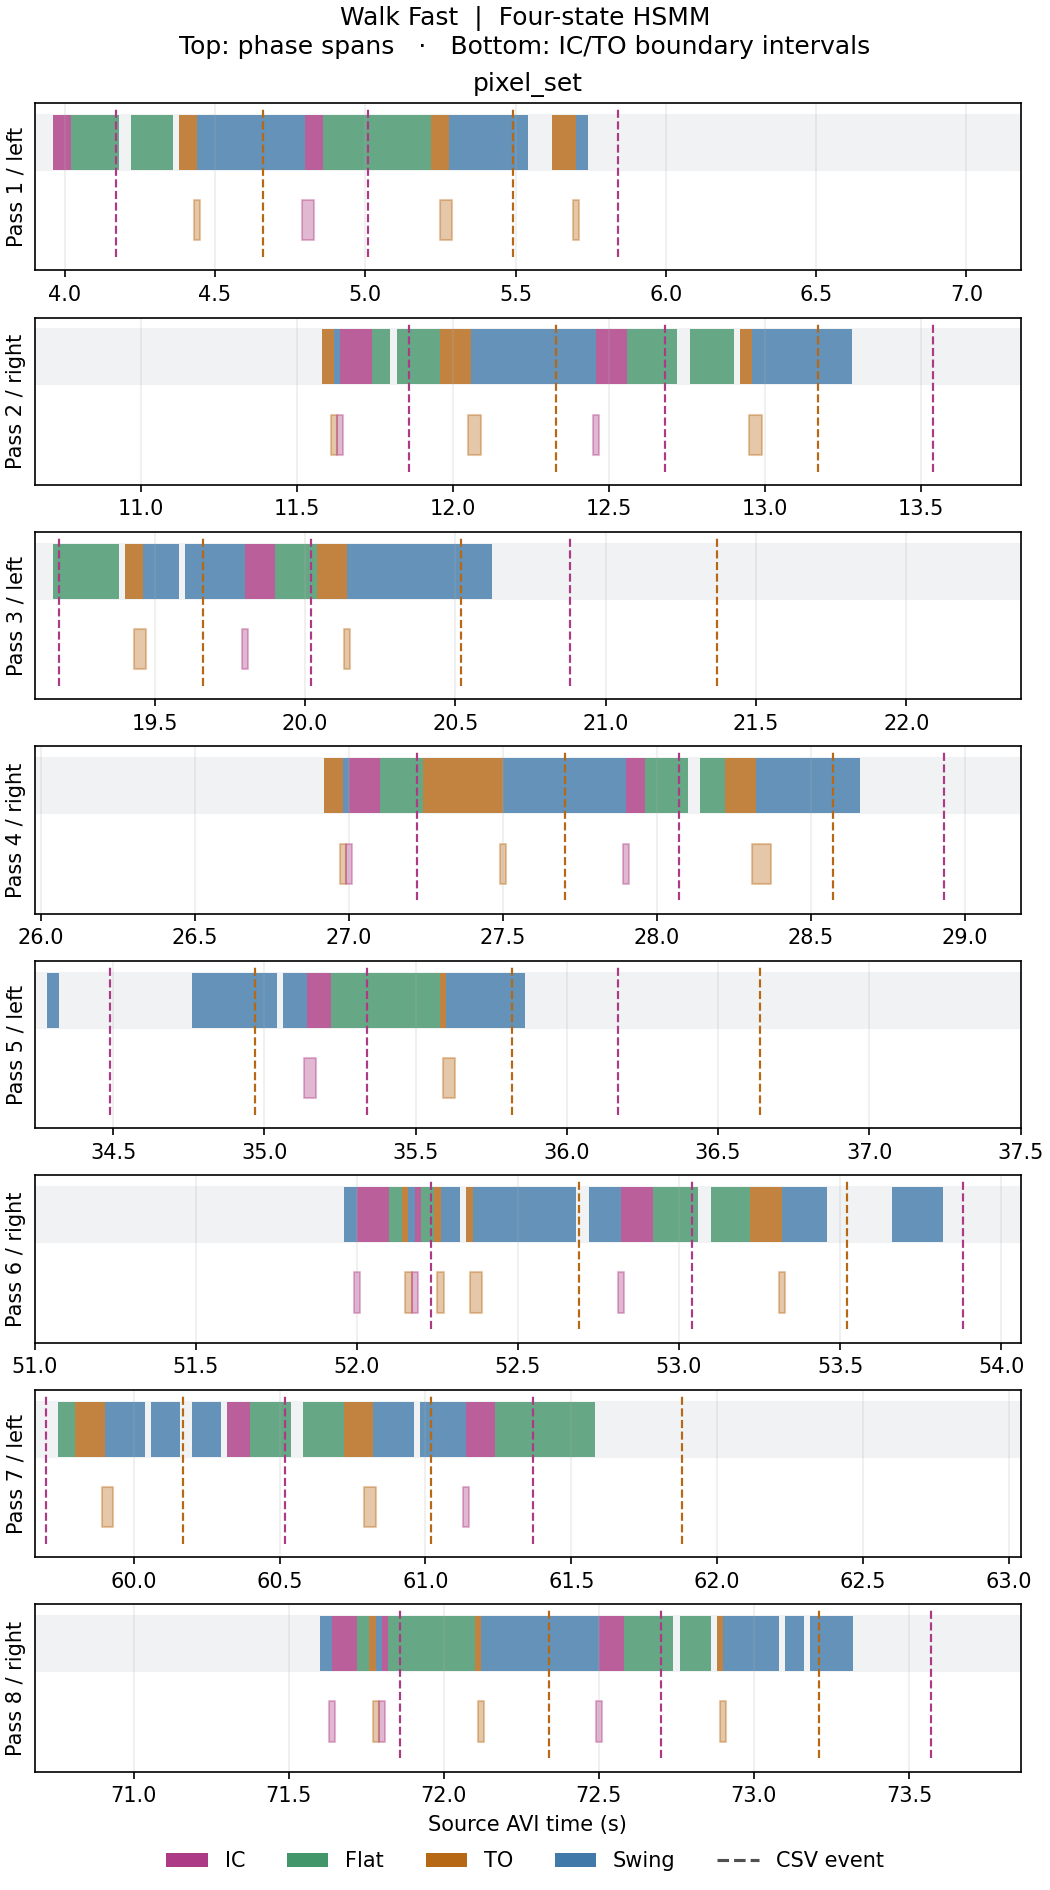 Walk Fast | Four-state HSMM
Top: phase spans · Bottom: IC/TO boundary intervals
pixel_set
Pass 1 / left
4.0 4.5 5.0 5.5 6.0 6.5 7.0
Pass 2 / right
11.0 11.5 12.0 12.5 13.0 13.5
Pass 3 / left
19.5 20.0 20.5 21.0 21.5 22.0
Pass 4 / right
26.0 26.5 27.0 27.5 28.0 28.5 29.0
Pass 5 / left
34.5 35.0 35.5 36.0 36.5 37.0 37.5
Pass 6 / right
51.0 51.5 52.0 52.5 53.0 53.5 54.0
Pass 7 / left
60.0 60.5 61.0 61.5 62.0 62.5 63.0
Pass 8 / right
71.0 71.5 72.0 72.5 73.0 73.5
Source AVI time (s)
IC Flat TO Swing CSV event